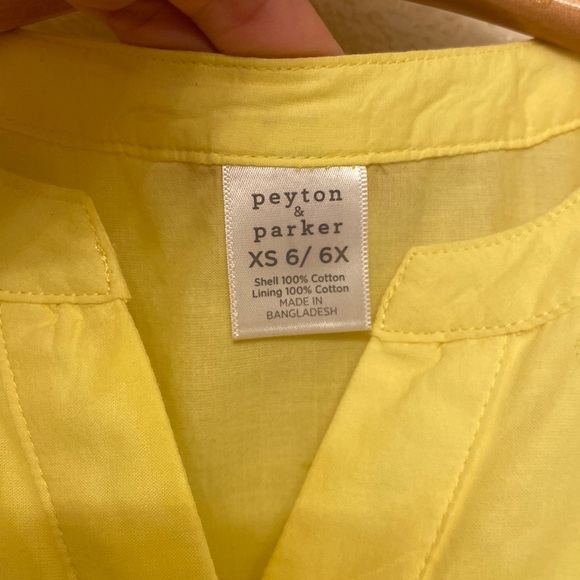 peyton
&
parker
XS 6/ 6X
Shell 100% Cotton
Lining 100% Cotton
MADE IN
BANGLADESH